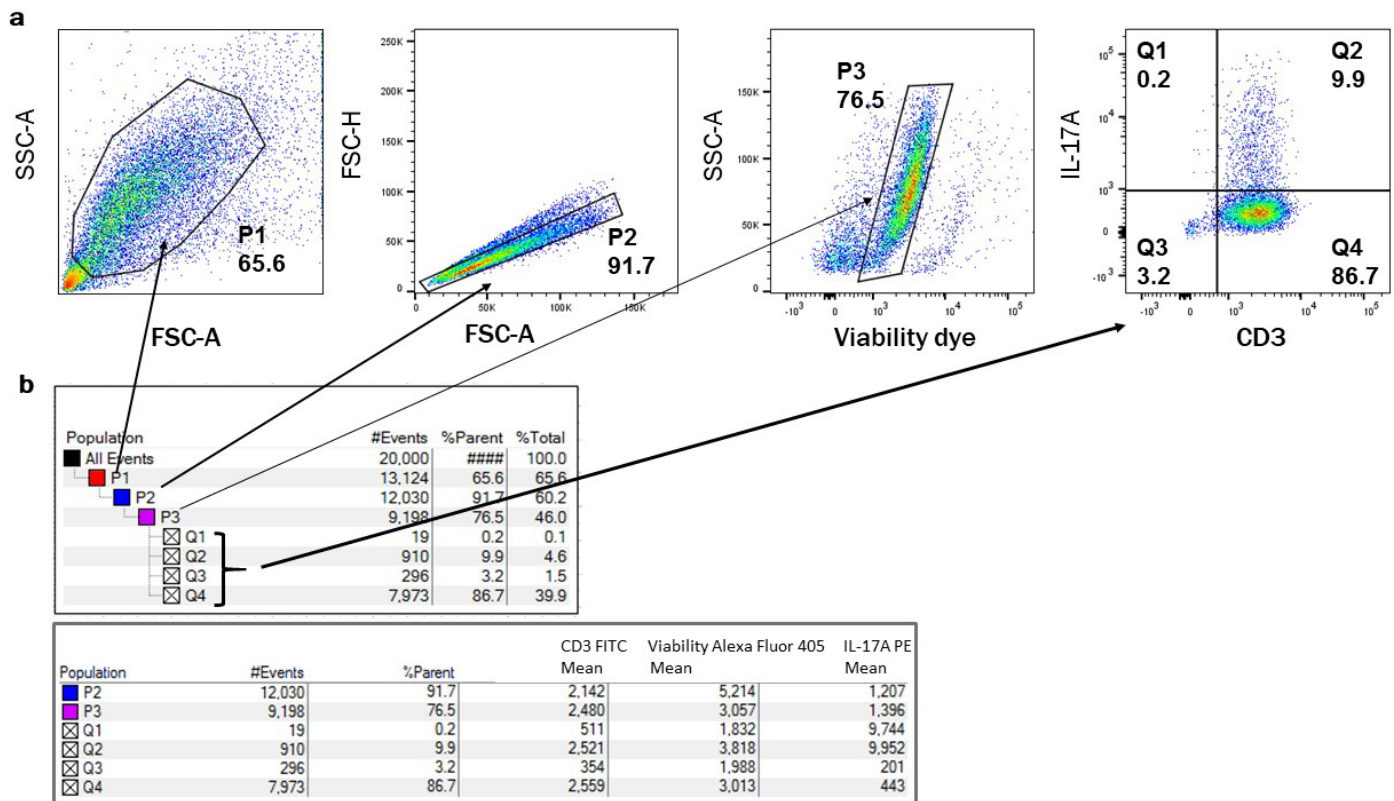 a
SSC-A
P1
65.6
FSC-A
250K
200K
150K
100K
50K
0
FSC-H
P2
91.7
0 50K 100K 150K
FSC-A
150K
100K
50K
0
SSC-A
P3
76.5
-10³ 0 10³ 10⁴ 10⁵
Viability dye
10⁵
10⁴
10³
0
-10³
IL-17A
Q1
0.2
Q2
9.9
Q3
3.2
Q4
86.7
-10³ 0 10³ 10⁴ 10⁵
CD3
b
Population #Events %Parent %Total
All Events 20,000 #### 100.0
P1 13,124 65.6 65.6
P2 12,030 91.7 60.2
P3 9,198 76.5 46.0
Q1 19 0.2 0.1
Q2 910 9.9 4.6
Q3 296 3.2 1.5
Q4 7,973 86.7 39.9
CD3 FITC Viability Alexa Fluor 405 IL-17A PE
Population #Events %Parent Mean Mean Mean
P2 12,030 91.7 2,142 5,214 1,207
P3 9,198 76.5 2,480 3,057 1,396
Q1 19 0.2 511 1,832 9,744
Q2 910 9.9 2,521 3,818 9,952
Q3 296 3.2 354 1,988 201
Q4 7,973 86.7 2,559 3,013 443